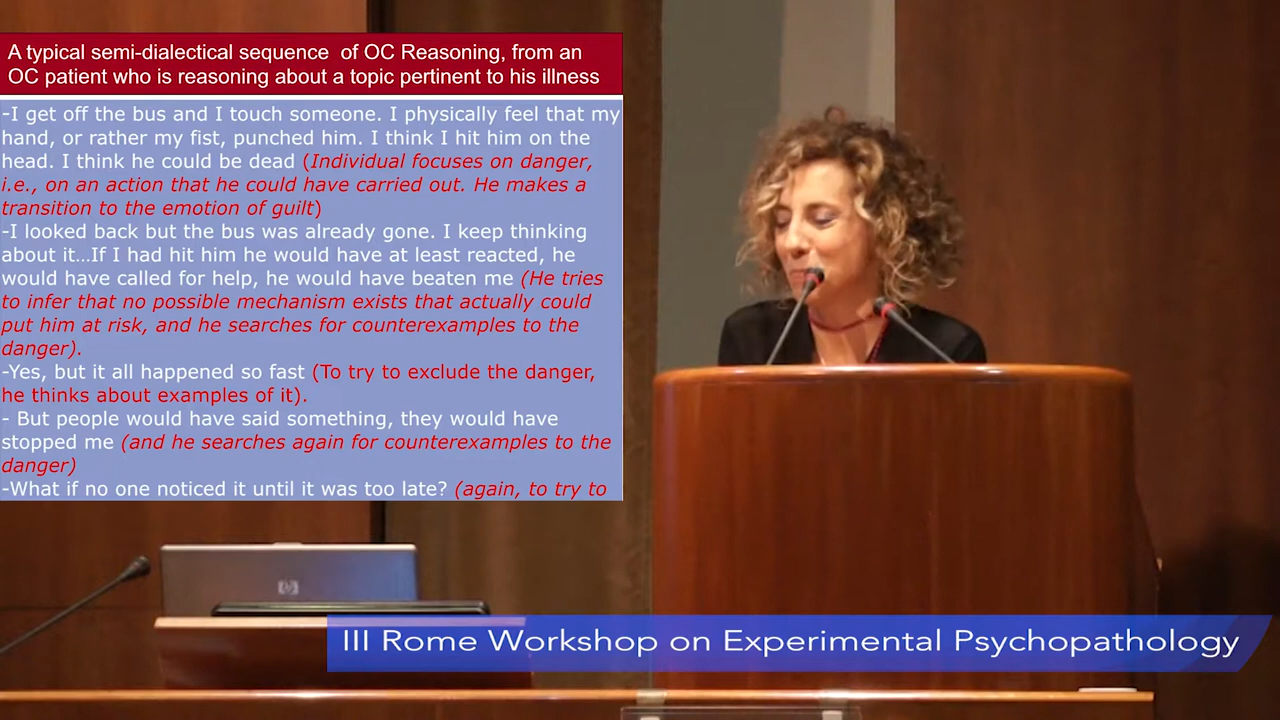 A typical semi-dialectical sequence of OC Reasoning, from an
OC patient who is reasoning about a topic pertinent to his illness
-I get off the bus and I touch someone. I physically feel that my
hand, or rather my fist, punched him. I think I hit him on the
head. I think he could be dead (Individual focuses on danger,
i.e., on an action that he could have carried out. He makes a
transition to the emotion of guilt)
-I looked back but the bus was already gone. I keep thinking
about it…If I had hit him he would have at least reacted, he
would have called for help, he would have beaten me (He tries
to infer that no possible mechanism exists that actually could
put him at risk, and he searches for counterexamples to the
danger).
-Yes, but it all happened so fast (To try to exclude the danger,
he thinks about examples of it).
- But people would have said something, they would have
stopped me (and he searches again for counterexamples to the
danger)
-What if no one noticed it until it was too late? (again, to try to
hp
III Rome Workshop on Experimental Psychopathology